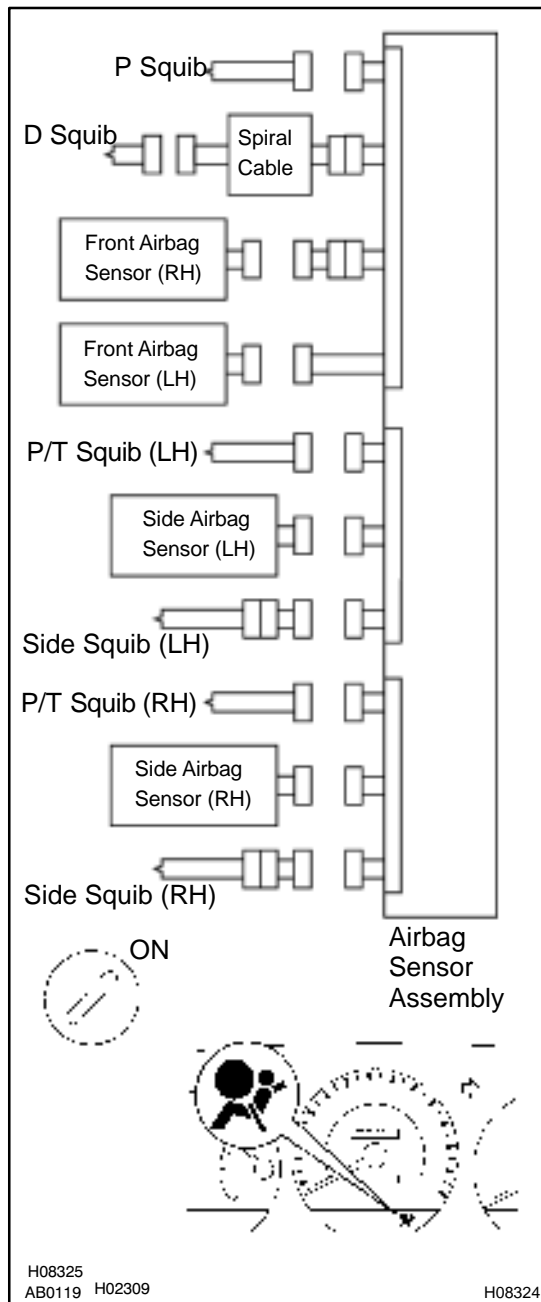 P Squib
D Squib
Spiral
Cable
Front Airbag
Sensor (RH)
Front Airbag
Sensor (LH)
P/T Squib (LH)
Side Airbag
Sensor (LH)
Side Squib (LH)
P/T Squib (RH)
Side Airbag
Sensor (RH)
Side Squib (RH)
Airbag
Sensor
Assembly
ON
H08325
AB0119 H02309
H08324